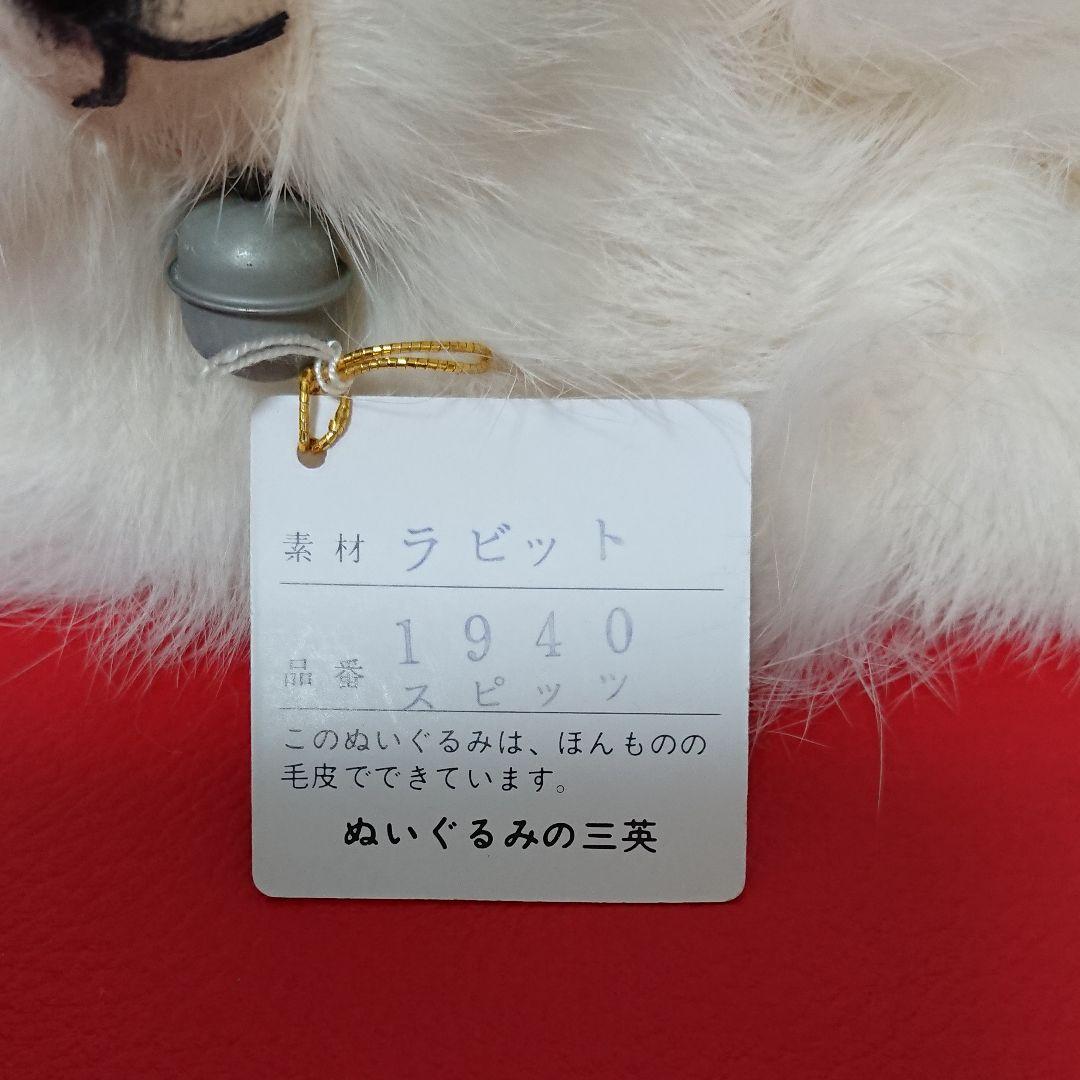 素材 ラビット
品番 1940
スピッツ
このぬいぐるみは、ほんものの
毛皮でできています。
ぬいぐるみの三英